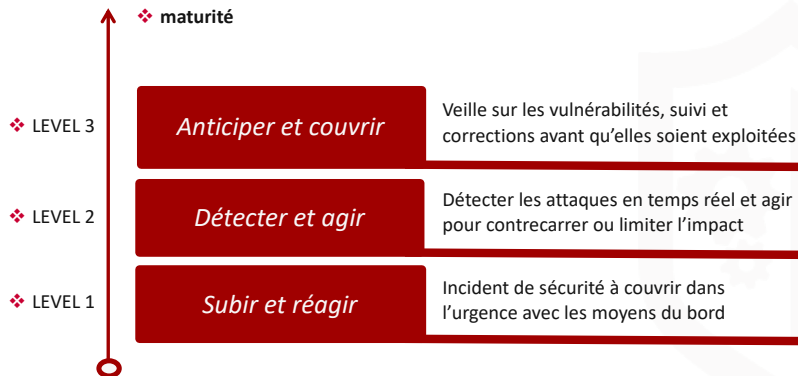 ❖ maturité
❖ LEVEL 3
Anticiper et couvrir
Veille sur les vulnérabilités, suivi et
corrections avant qu’elles soient exploitées
❖ LEVEL 2
Détecter et agir
Détecter les attaques en temps réel et agir
pour contrecarrer ou limiter l’impact
❖ LEVEL 1
Subir et réagir
Incident de sécurité à couvrir dans
l’urgence avec les moyens du bord